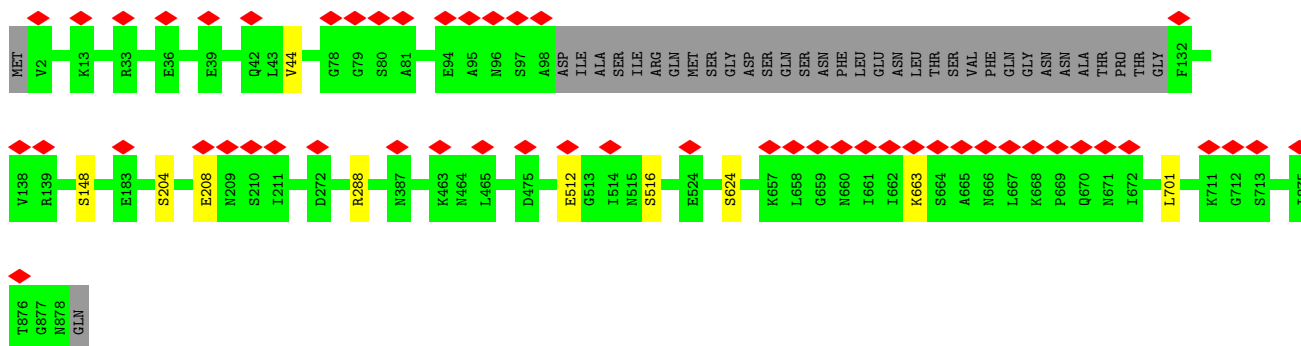 MET V2 K13 R33 E36 E39 Q42 L43 V44 G78 G79 S80 A81 E94 A95 N96 S97 A98 ASP ILE ALA SER ILE ARG GLN MET SER GLY ASP SER GLN SER ASN PHE LEU GLU ASN LEU THR SER VAL PHE GLN GLY ASN ASN ALA THR PRO THR GLY F132
V138 R139 S148 E183 S204 E208 N209 S210 I211 D272 R288 N387 K463 N464 L465 D475 E512 G513 I514 N515 S516 E524 S624 K657 L658 G659 N660 I661 I662 K663 S664 A665 N666 L667 K668 P669 Q670 N671 I672 L701 K711 G712 S713
T876 G877 N878 GLN